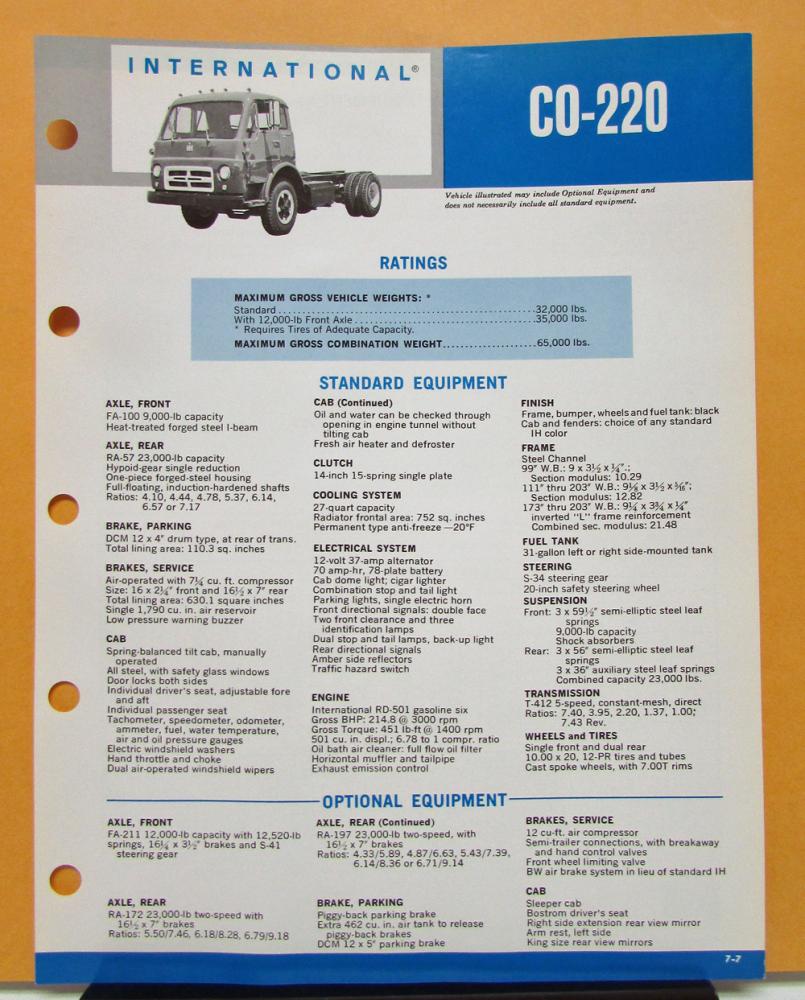 INTERNATIONAL®
CO-220
Vehicle illustrated may include Optional Equipment and
does not necessarily include all standard equipment.
RATINGS
MAXIMUM GROSS VEHICLE WEIGHTS: *
Standard ..........32,000 lbs.
With 12,000-lb Front Axle ..........35,000 lbs.
* Requires Tires of Adequate Capacity.
MAXIMUM GROSS COMBINATION WEIGHT..........65,000 lbs.
STANDARD EQUIPMENT
AXLE, FRONT
FA-100 9,000-lb capacity
Heat-treated forged steel I-beam
AXLE, REAR
RA-57 23,000-lb capacity
Hypoid-gear single reduction
One-piece forged-steel housing
Full-floating, induction-hardened shafts
Ratios: 4.10, 4.44, 4.78, 5.37, 6.14,
6.57 or 7.17
BRAKE, PARKING
DCM 12 x 4" drum type, at rear of trans.
Total lining area: 110.3 sq. inches
BRAKES, SERVICE
Air-operated with 7¼ cu. ft. compressor
Size: 16 x 2¼" front and 16½ x 7" rear
Total lining area: 630.1 square inches
Single 1,790 cu. in. air reservoir
Low pressure warning buzzer
CAB
Spring-balanced tilt cab, manually
operated
All steel, with safety glass windows
Door locks both sides
Individual driver's seat, adjustable fore
and aft
Individual passenger seat
Tachometer, speedometer, odometer,
ammeter, fuel, water temperature,
air and oil pressure gauges
Electric windshield washers
Hand throttle and choke
Dual air-operated windshield wipers
CAB (Continued)
Oil and water can be checked through
opening in engine tunnel without
tilting cab
Fresh air heater and defroster
CLUTCH
14-inch 15-spring single plate
COOLING SYSTEM
27-quart capacity
Radiator frontal area: 752 sq. inches
Permanent type anti-freeze —20°F
ELECTRICAL SYSTEM
12-volt 37-amp alternator
70 amp-hr, 78-plate battery
Cab dome light; cigar lighter
Combination stop and tail light
Parking lights, single electric horn
Front directional signals: double face
Two front clearance and three
identification lamps
Dual stop and tail lamps, back-up light
Rear directional signals
Amber side reflectors
Traffic hazard switch
ENGINE
International RD-501 gasoline six
Gross BHP: 214.8 @ 3000 rpm
Gross Torque: 451 lb-ft @ 1400 rpm
501 cu. in. displ.; 6.78 to 1 compr. ratio
Oil bath air cleaner: full flow oil filter
Horizontal muffler and tailpipe
Exhaust emission control
FINISH
Frame, bumper, wheels and fuel tank: black
Cab and fenders: choice of any standard
IH color
FRAME
Steel Channel
99" W.B.: 9 x 3½ x ¼".;
Section modulus: 10.29
111" thru 203" W.B.: 9⅛ x 3½ x 5/16";
Section modulus: 12.82
173" thru 203" W.B.: 9¼ x 3¾ x ¼"
inverted "L" frame reinforcement
Combined sec. modulus: 21.48
FUEL TANK
31-gallon left or right side-mounted tank
STEERING
S-34 steering gear
20-inch safety steering wheel
SUSPENSION
Front: 3 x 59½" semi-elliptic steel leaf
springs
9,000-lb capacity
Shock absorbers
Rear: 3 x 56" semi-elliptic steel leaf
springs
3 x 36" auxiliary steel leaf springs
Combined capacity 23,000 lbs.
TRANSMISSION
T-412 5-speed, constant-mesh, direct
Ratios: 7.40, 3.95, 2.20, 1.37, 1.00;
7.43 Rev.
WHEELS and TIRES
Single front and dual rear
10.00 x 20, 12-PR tires and tubes
Cast spoke wheels, with 7.00T rims
OPTIONAL EQUIPMENT
AXLE, FRONT
FA-211 12,000-lb capacity with 12,520-lb
springs, 16¼ x 3½" brakes and S-41
steering gear
AXLE, REAR
RA-172 23,000-lb two-speed with
16½ x 7" brakes
Ratios: 5.50/7.46, 6.18/8.28, 6.79/9.18
AXLE, REAR (Continued)
RA-197 23,000-lb two-speed, with
16½ x 7" brakes
Ratios: 4.33/5.89, 4.87/6.63, 5.43/7.39,
6.14/8.36 or 6.71/9.14
BRAKE, PARKING
Piggy-back parking brake
Extra 462 cu. in. air tank to release
piggy-back brakes
DCM 12 x 5" parking brake
BRAKES, SERVICE
12 cu-ft. air compressor
Semi-trailer connections, with breakaway
and hand control valves
Front wheel limiting valve
BW air brake system in lieu of standard IH
CAB
Sleeper cab
Bostrom driver's seat
Right side extension rear view mirror
Arm rest, left side
King size rear view mirrors
7-7